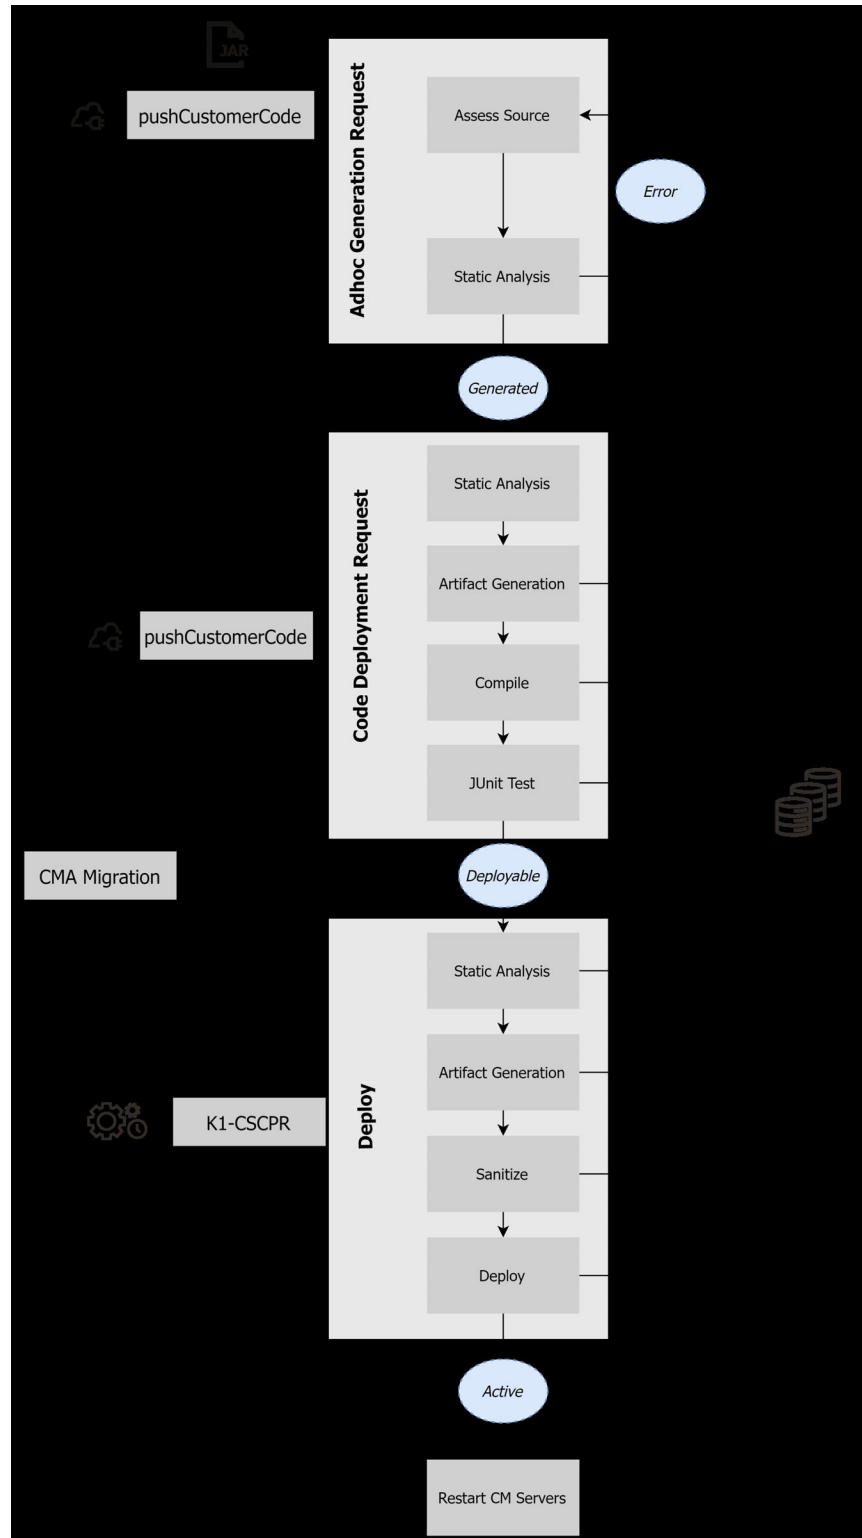 JAR
pushCustomerCode
Adhoc Generation Request
Assess Source
Error
Static Analysis
Generated
Code Deployment Request
Static Analysis
Artifact Generation
pushCustomerCode
Compile
JUnit Test
CMA Migration
Deployable
Deploy
Static Analysis
Artifact Generation
K1-CSCPR
Sanitize
Deploy
Active
Restart CM Servers